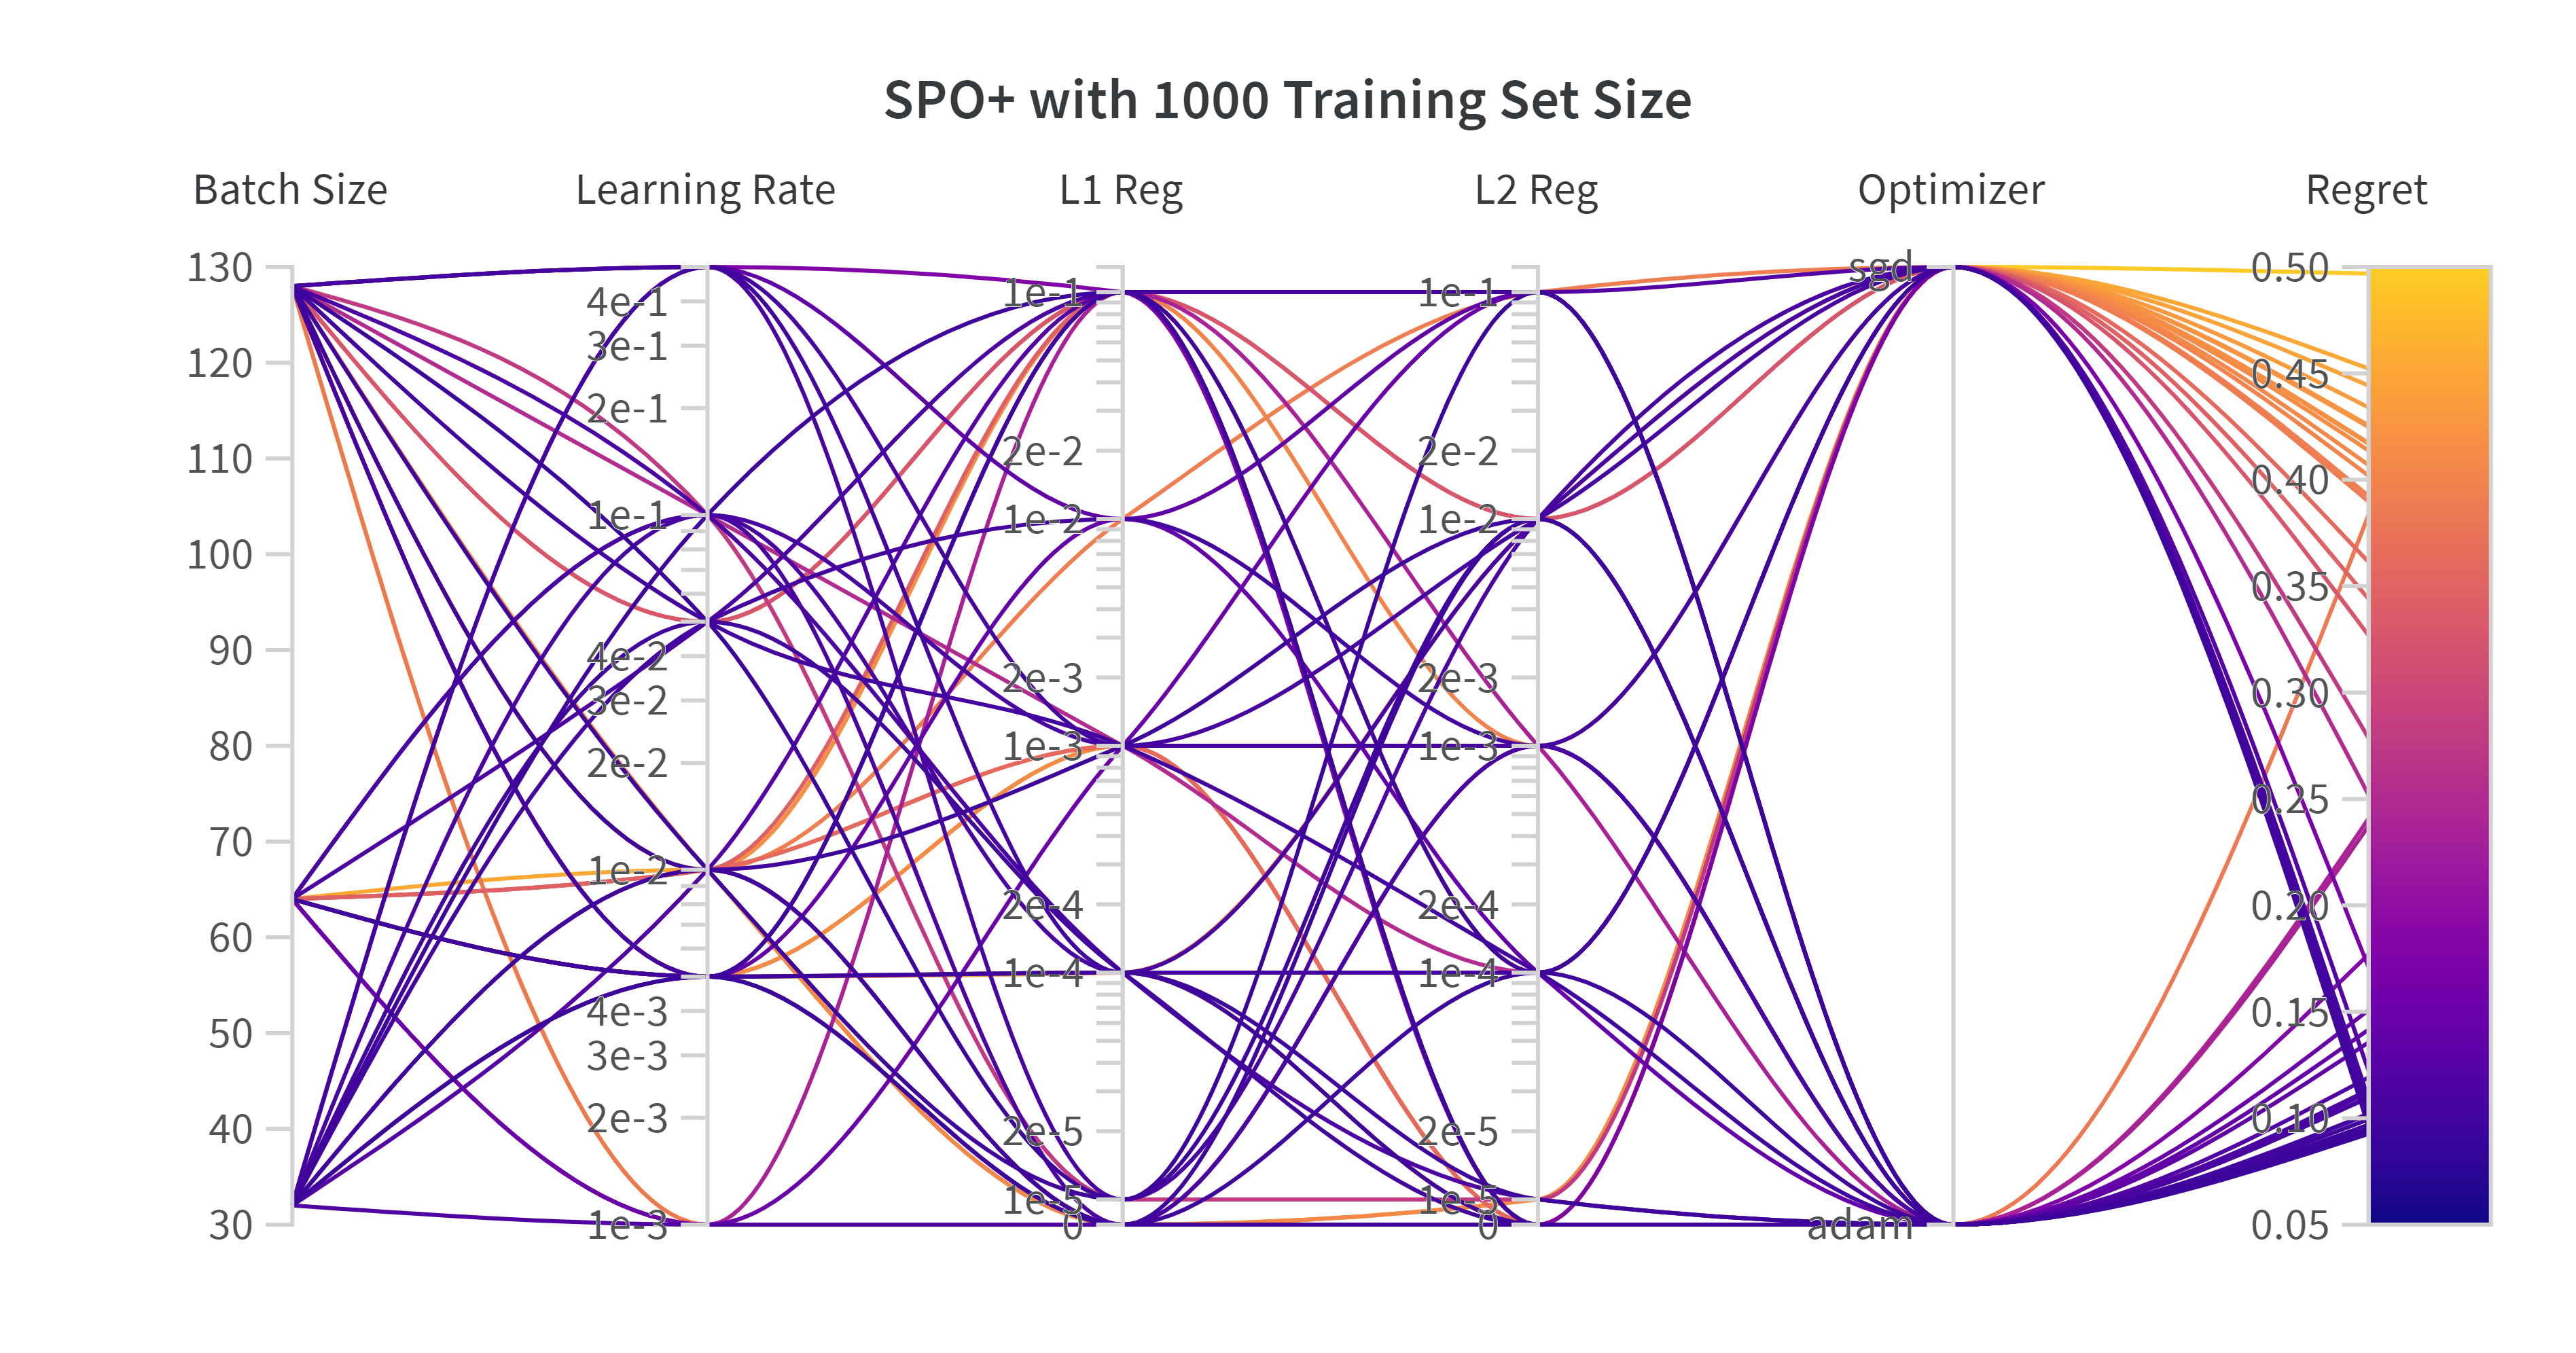 SPO+ with 1000 Training Set Size
Batch Size
Learning Rate
L1 Reg
L2 Reg
Optimizer
Regret
130
120
110
100
90
80
70
60
50
40
30
4e-1
3e-1
2e-1
1e-1
4e-2
3e-2
2e-2
1e-2
4e-3
3e-3
2e-3
1e-3
1e-1
2e-2
1e-2
2e-3
1e-3
2e-4
1e-4
2e-5
1e-5
0
1e-1
2e-2
1e-2
2e-3
1e-3
2e-4
1e-4
2e-5
1e-5
0
sgd
adam
0.50
0.45
0.40
0.35
0.30
0.25
0.20
0.15
0.10
0.05